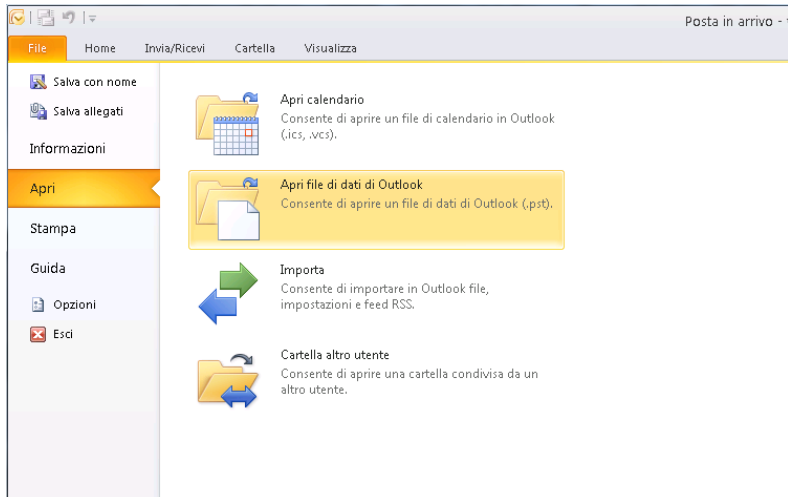 Posta in arrivo -
File Home Invia/Ricevi Cartella Visualizza
Salva con nome
Salva allegati
Informazioni
Apri
Stampa
Guida
Opzioni
Esci
Apri calendario
Consente di aprire un file di calendario in Outlook
(.ics, .vcs).
Apri file di dati di Outlook
Consente di aprire un file di dati di Outlook (.pst).
Importa
Consente di importare in Outlook file,
impostazioni e feed RSS.
Cartella altro utente
Consente di aprire una cartella condivisa da un
altro utente.